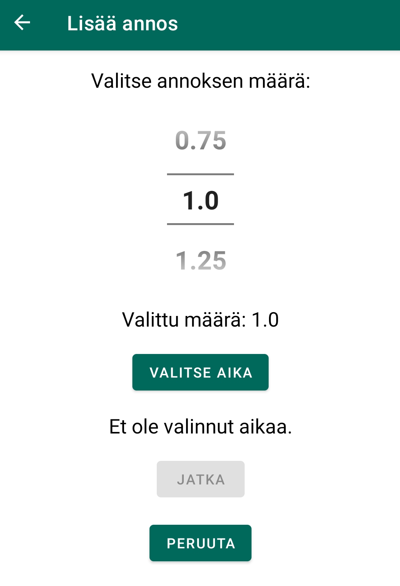 Lisää annos
Valitse annoksen määrä:
0.75
1.0
1.25
Valittu määrä: 1.0
VALITSE AIKA
Et ole valinnut aikaa.
JATKA
PERUUTA